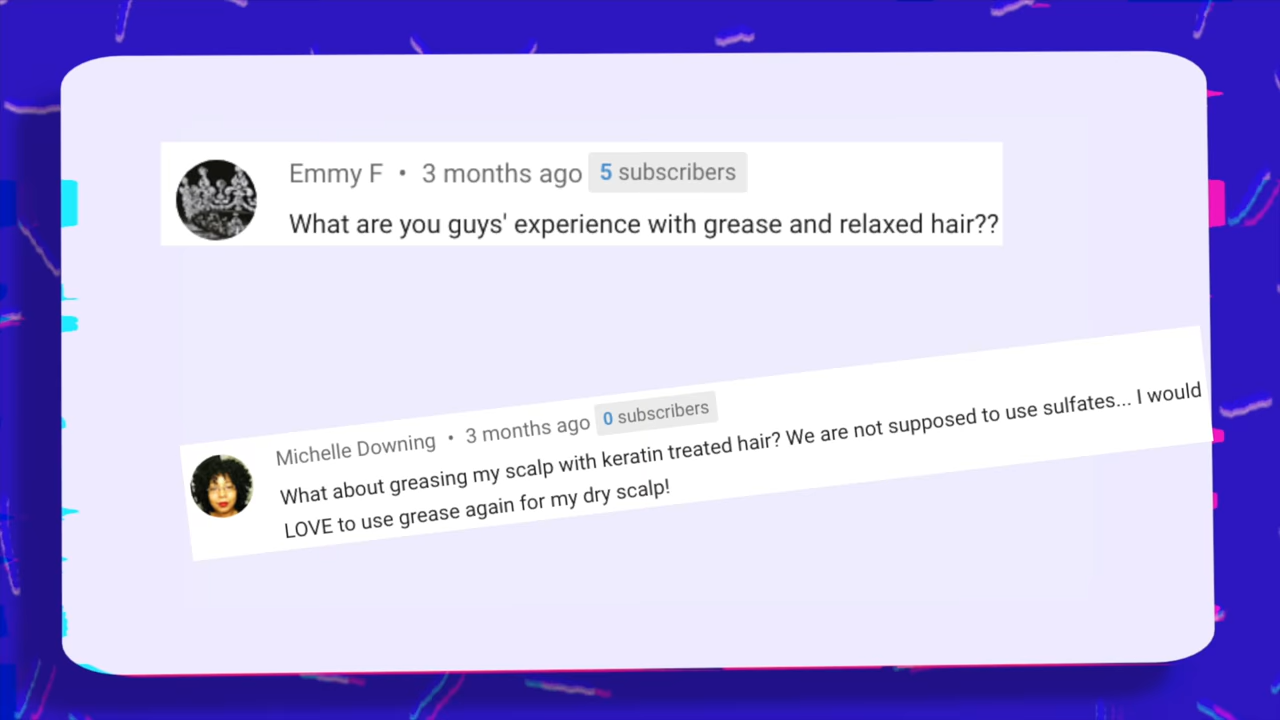 Emmy F • 3 months ago 5 subscribers
What are you guys' experience with grease and relaxed hair??
Michelle Downing • 3 months ago 0 subscribers
What about greasing my scalp with keratin treated hair? We are not supposed to use sulfates... I would
LOVE to use grease again for my dry scalp!